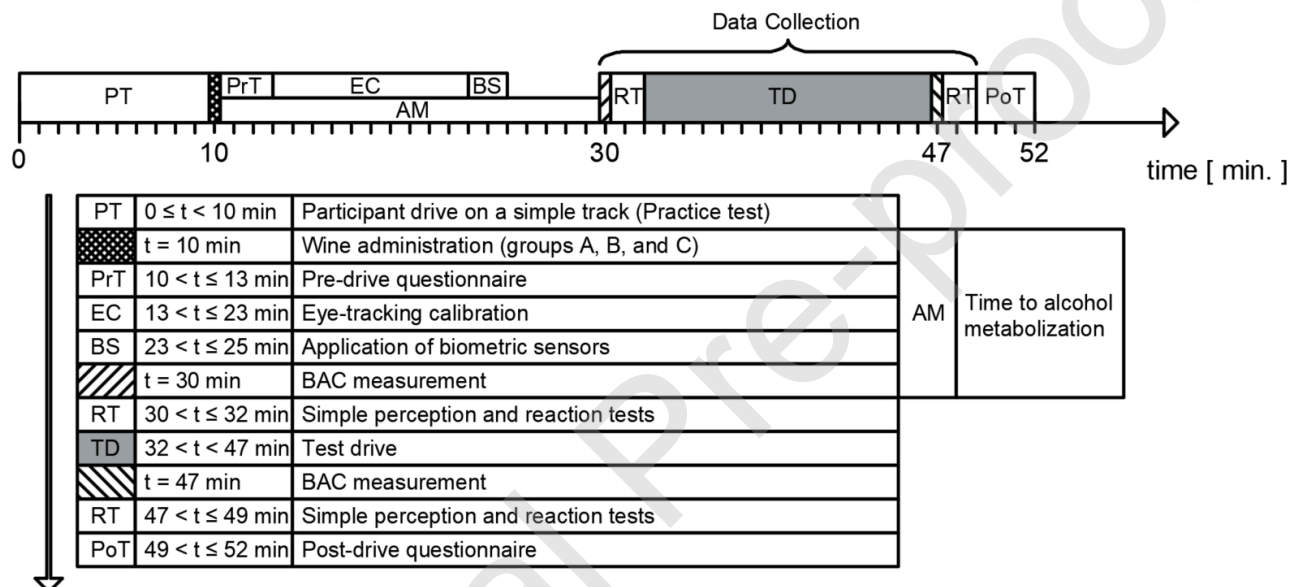 Data Collection
PT PrT EC BS AM RT TD RT PoT
0 10 30 47 52
time [ min. ]
PT 0 ≤ t < 10 min Participant drive on a simple track (Practice test)
t = 10 min Wine administration (groups A, B, and C)
PrT 10 < t ≤ 13 min Pre-drive questionnaire
EC 13 < t ≤ 23 min Eye-tracking calibration
BS 23 < t ≤ 25 min Application of biometric sensors
t = 30 min BAC measurement
AM Time to alcohol
metabolization
RT 30 < t ≤ 32 min Simple perception and reaction tests
TD 32 < t < 47 min Test drive
t = 47 min BAC measurement
RT 47 < t ≤ 49 min Simple perception and reaction tests
PoT 49 < t ≤ 52 min Post-drive questionnaire
al Pre-proo